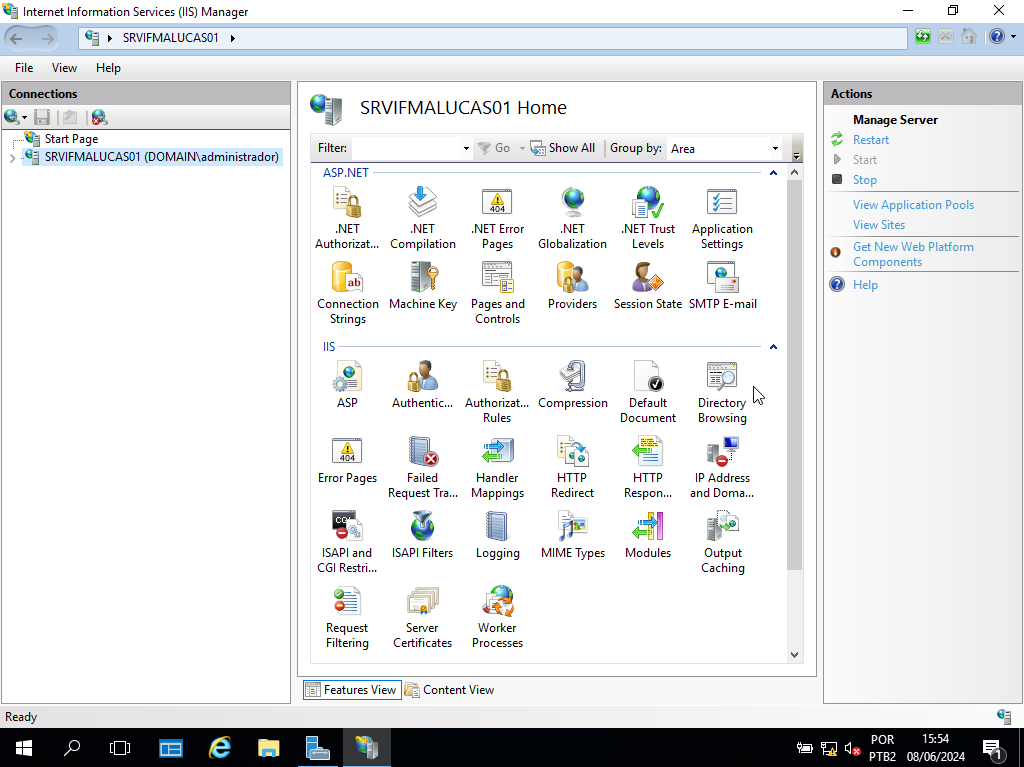 Internet Information Services (IIS) Manager
SRVIFMALUCAS01
File View Help
Connections
Start Page
SRVIFMALUCAS01 (DOMAIN\administrador)
SRVIFMALUCAS01 Home
Filter: Go Show All Group by: Area
ASP.NET
.NET Authorizat...
.NET Compilation
.NET Error Pages
.NET Globalization
.NET Trust Levels
Application Settings
Connection Strings
Machine Key
Pages and Controls
Providers
Session State
SMTP E-mail
IIS
ASP
Authentic...
Authorizat... Rules
Compression
Default Document
Directory Browsing
Error Pages
Failed Request Tra...
Handler Mappings
HTTP Redirect
HTTP Respon...
IP Address and Doma...
ISAPI and CGI Restri...
ISAPI Filters
Logging
MIME Types
Modules
Output Caching
Request Filtering
Server Certificates
Worker Processes
Features View
Content View
Actions
Manage Server
Restart
Start
Stop
View Application Pools
View Sites
Get New Web Platform
Components
Help
Ready
POR
PTB2
15:54
08/06/2024
1